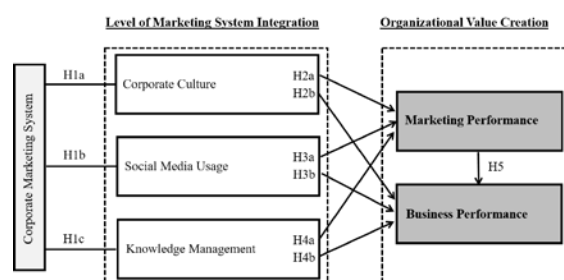 Level of Marketing System Integration
Organizational Value Creation
Corporate Marketing System
H1a
Corporate Culture
H2a
H2b
Marketing Performance
H1b
Social Media Usage
H3a
H3b
H5
Business Performance
H1c
Knowledge Management
H4a
H4b